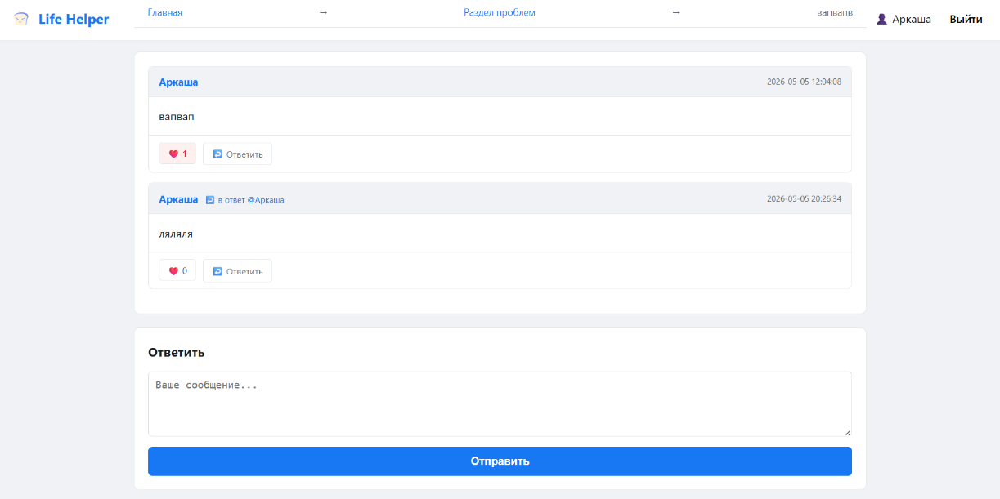 Life Helper
Главная → Раздел проблем → вапвапв
Аркаша Выйти
Аркаша 2026-05-05 12:04:08
вапвап
1 Ответить
Аркаша в ответ @Аркаша 2026-05-05 20:26:34
ляляля
0 Ответить
Ответить
Ваше сообщение...
Отправить